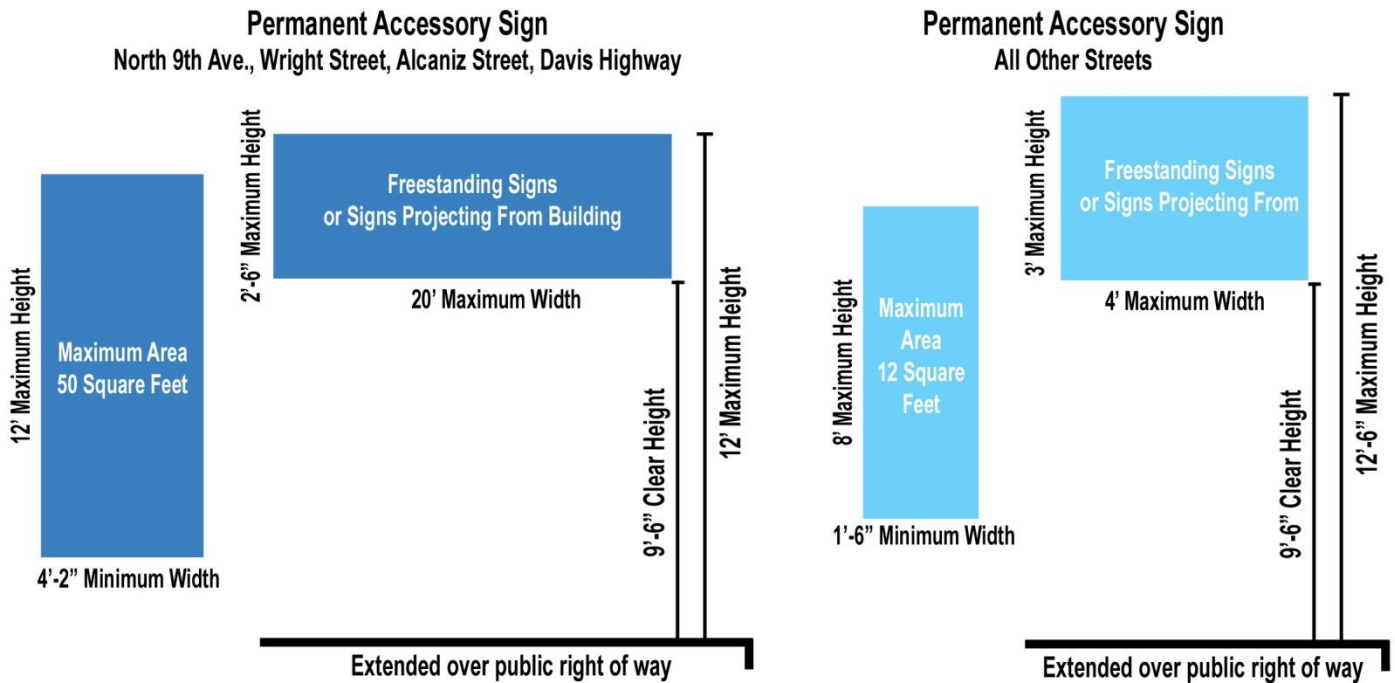 Permanent Accessory Sign
North 9th Ave., Wright Street, Alcaniz Street, Davis Highway
12’ Maximum Height
Maximum Area
50 Square Feet
4’-2” Minimum Width
2’-6” Maximum Height
Freestanding Signs
or Signs Projecting From Building
20’ Maximum Width
9’-6” Clear Height
12’ Maximum Height
Extended over public right of way
Permanent Accessory Sign
All Other Streets
8’ Maximum Height
Maximum
Area
12 Square
Feet
1’-6” Minimum Width
3’ Maximum Height
Freestanding Signs
or Signs Projecting From
4’ Maximum Width
9’-6” Clear Height
12’-6” Maximum Height
Extended over public right of way